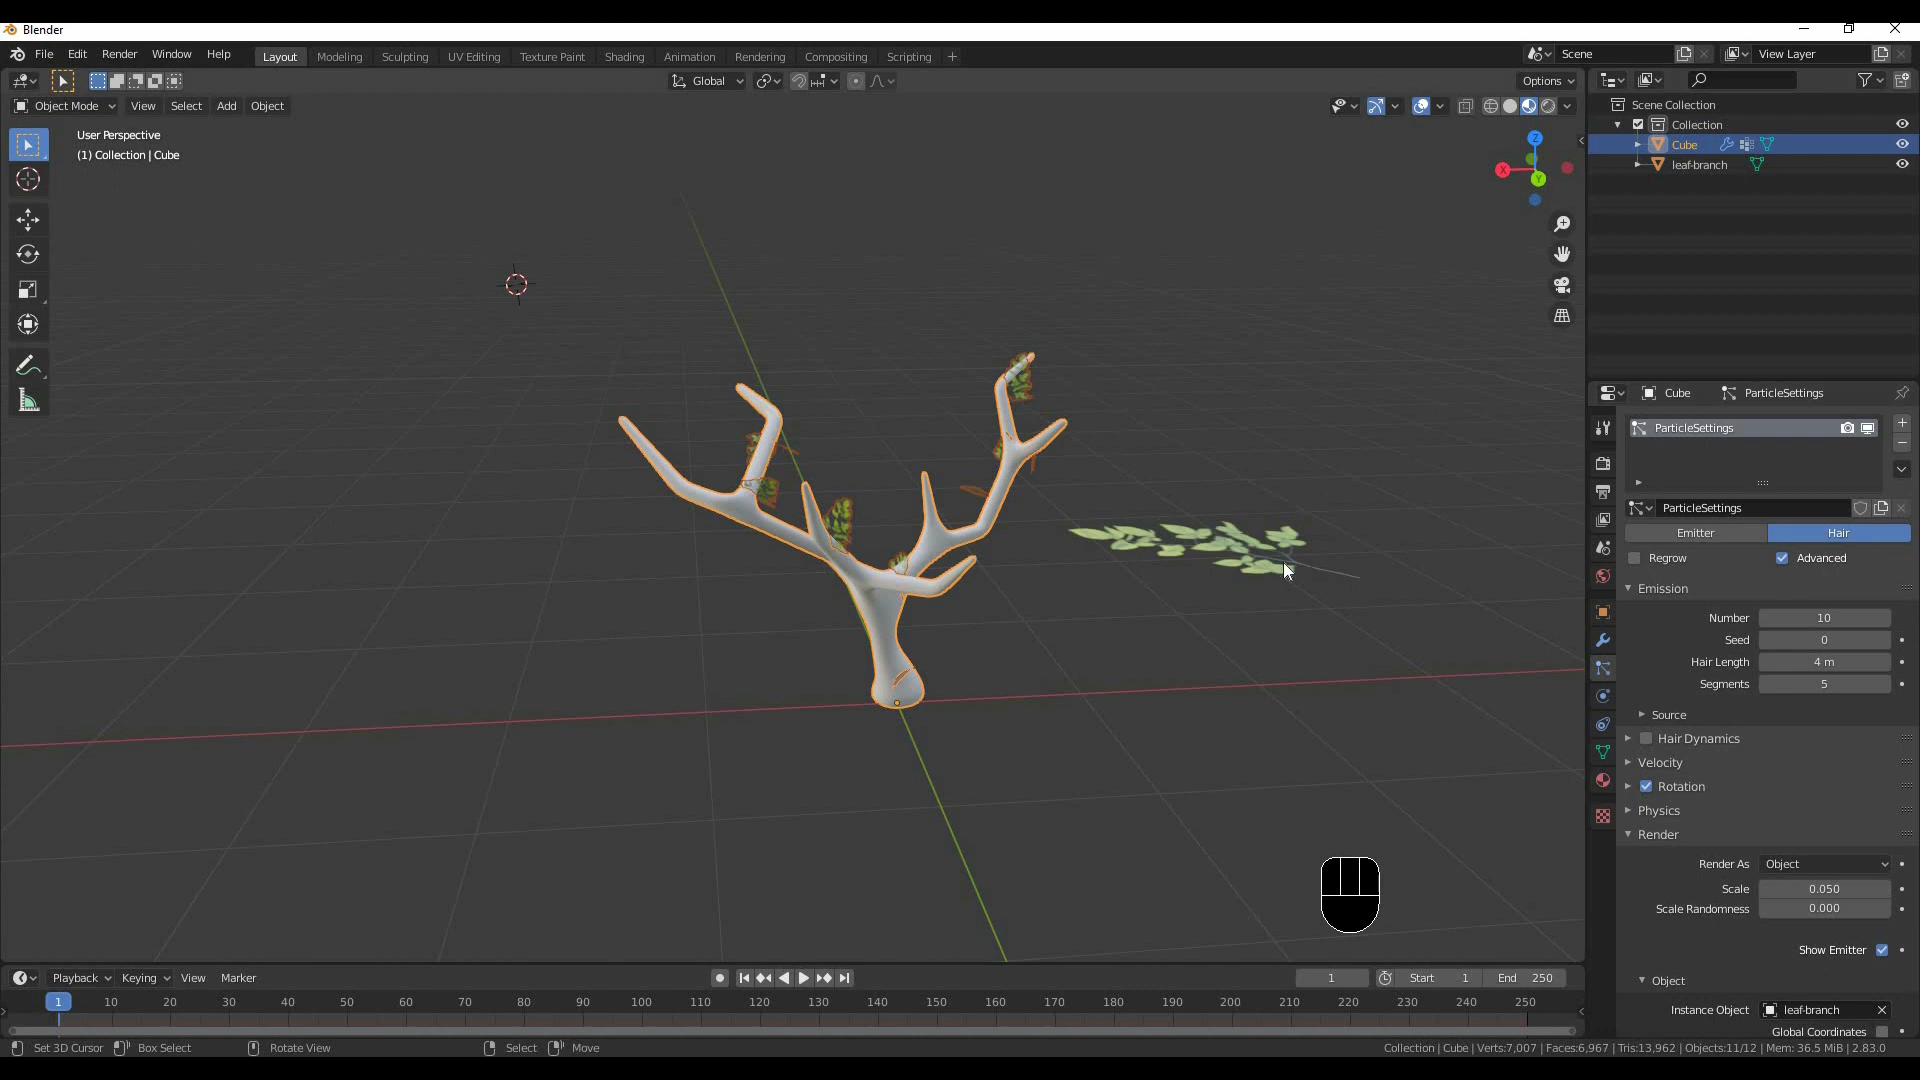 Blender
File Edit Render Window Help Layout Modeling Sculpting UV Editing Texture Paint Shading Animation Rendering Compositing Scripting + Scene View Layer
Global Options
Object Mode View Select Add Object
User Perspective
(1) Collection | Cube
Z
X
Y
Scene Collection
Collection
Cube
leaf-branch
Cube ParticleSettings
ParticleSettings
ParticleSettings
Emitter Hair
Regrow Advanced
Emission
Number 10
Seed 0
Hair Length 4 m
Segments 5
Source
Hair Dynamics
Velocity
Rotation
Physics
Render
Render As Object
Scale 0.050
Scale Randomness 0.000
Show Emitter
Object
Instance Object leaf-branch
Global Coordinates
Playback Keying View Marker 1 Start 1 End 250
1 10 20 30 40 50 60 70 80 90 100 110 120 130 140 150 160 170 180 190 200 210 220 230 240 250
Set 3D Cursor Box Select Rotate View Select Move Collection | Cube | Verts:7,007 | Faces:6,967 | Tris:13,962 | Objects:11/12 | Mem: 36.5 MiB | 2.83.0